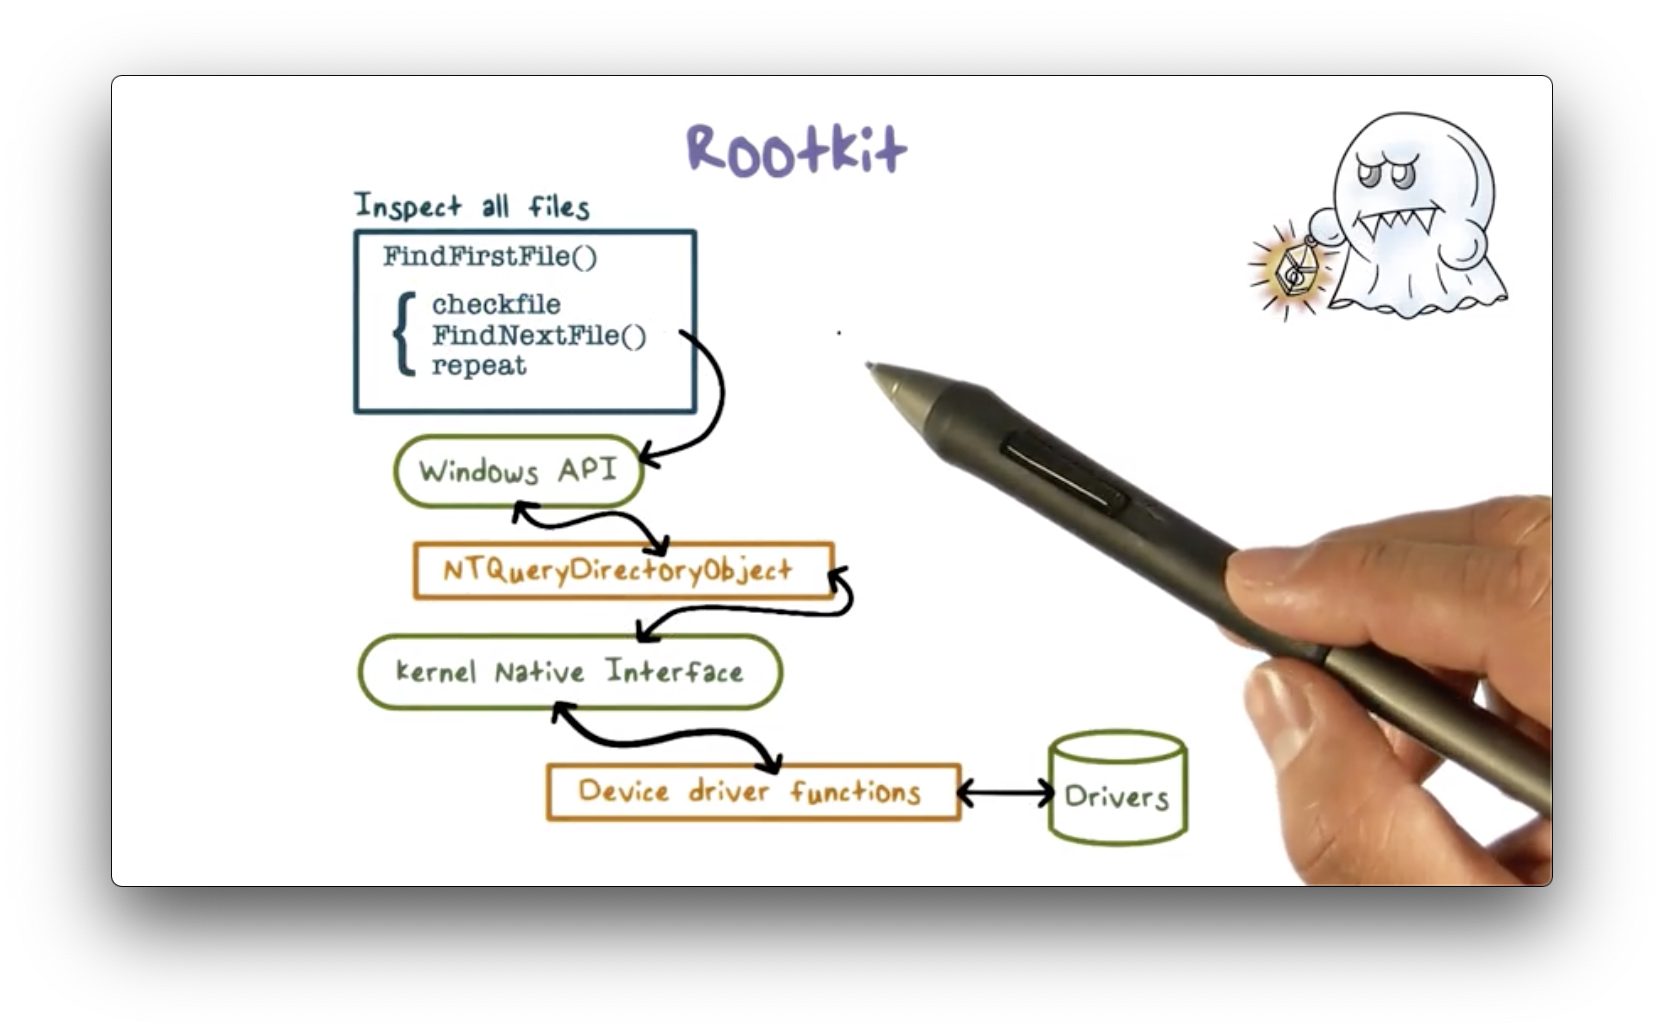 Rootkit
Inspect all files
FindFirstFile()
{ checkfile
FindNextFile()
repeat
Windows API
NTQueryDirectoryObject
Kernel Native Interface
Device driver functions
Drivers